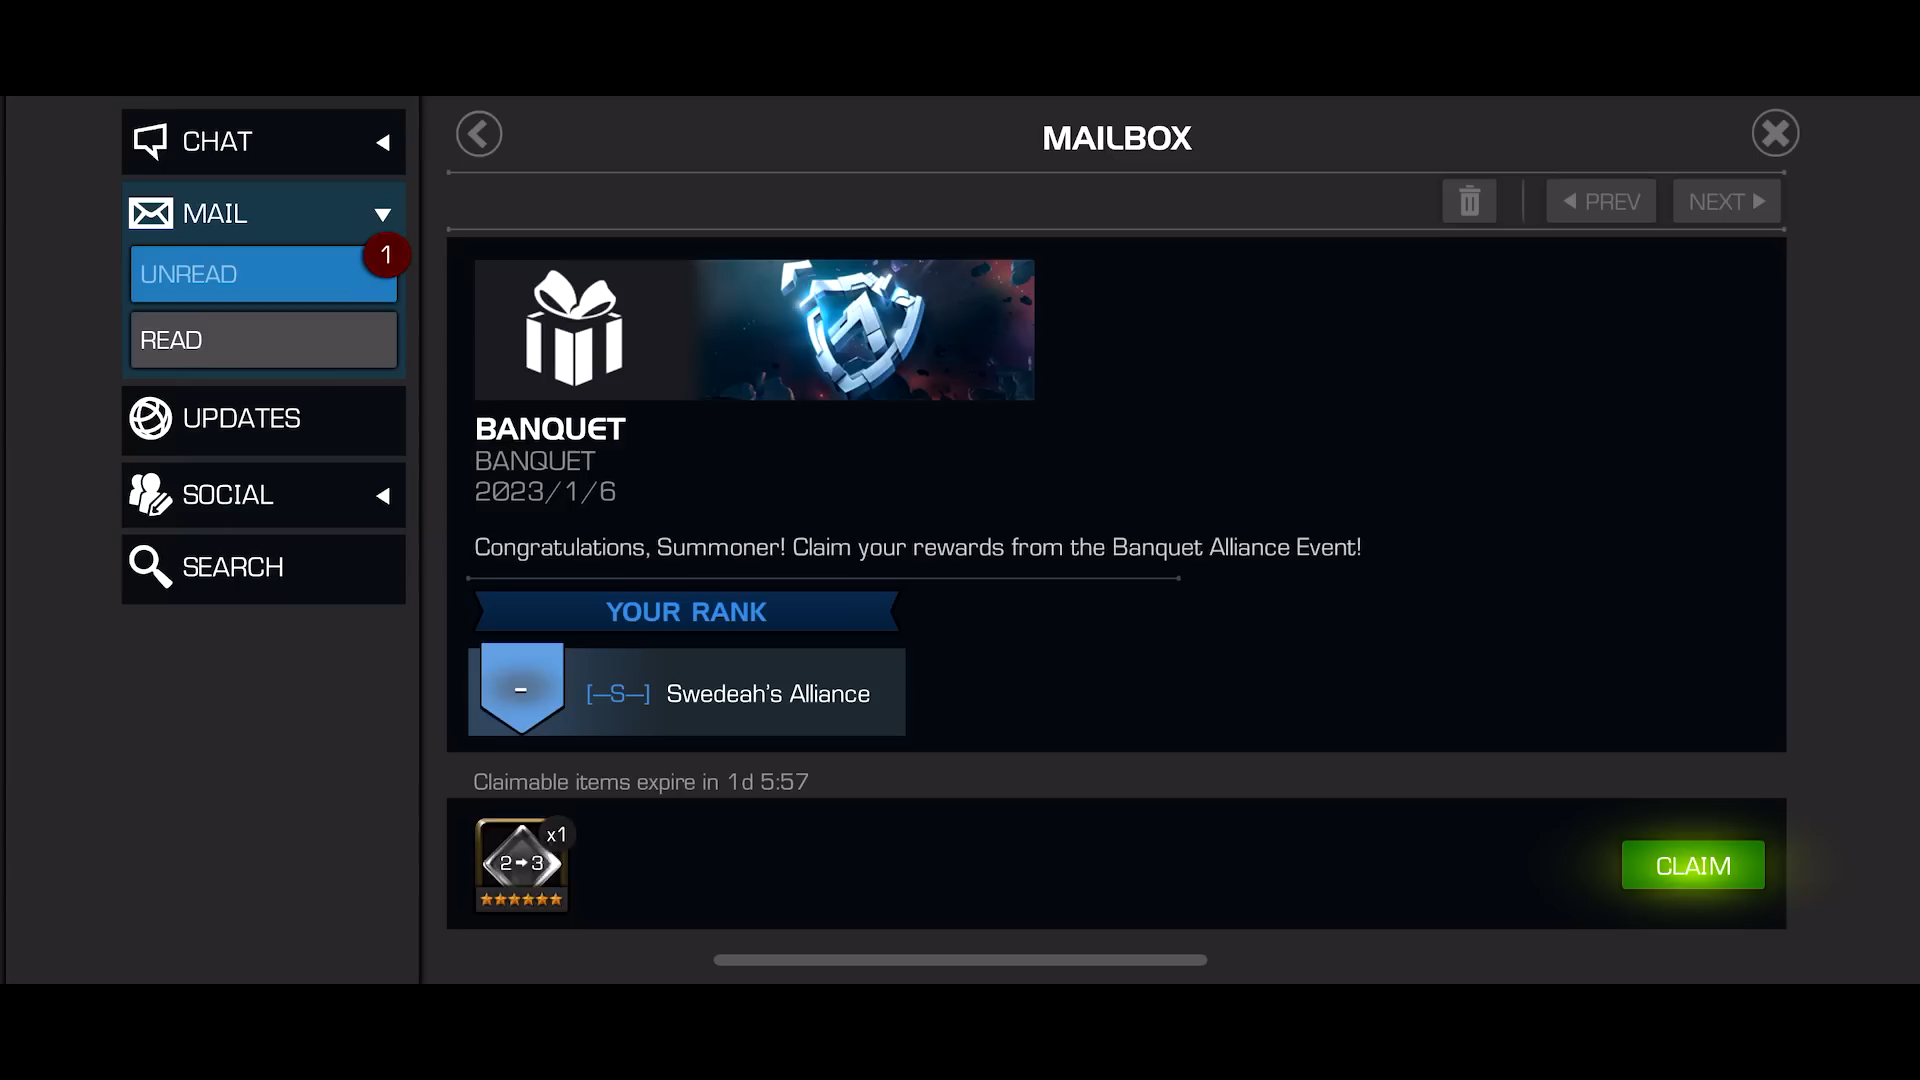 CHAT
MAIL
1
UNREAD
READ
UPDATES
SOCIAL
SEARCH
MAILBOX
PREV
NEXT
BANQUET
BANQUET
2023/1/6
Congratulations, Summoner! Claim your rewards from the Banquet Alliance Event!
YOUR RANK
-
[—S—] Swedeah's Alliance
Claimable items expire in 1d 5:57
x1
2→3
CLAIM